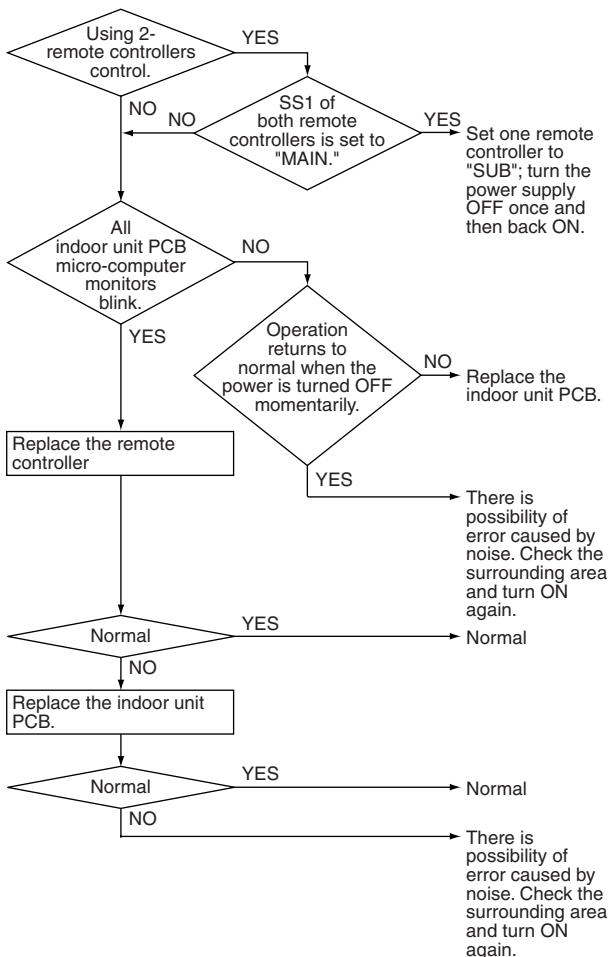 Using 2-
remote controllers
control.
YES
NO
SS1 of
both remote
controllers is set to
"MAIN."
NO
YES
Set one remote
controller to
"SUB"; turn the
power supply
OFF once and
then back ON.
All
indoor unit PCB
micro-computer
monitors
blink.
NO
YES
Operation
returns to
normal when the
power is turned OFF
momentarily.
NO
Replace the
indoor unit PCB.
YES
There is
possibility of
error caused by
noise. Check the
surrounding area
and turn ON
again.
Replace the remote
controller
Normal
YES
Normal
NO
Replace the indoor unit
PCB.
Normal
YES
Normal
NO
There is
possibility of
error caused by
noise. Check the
surrounding area
and turn ON
again.